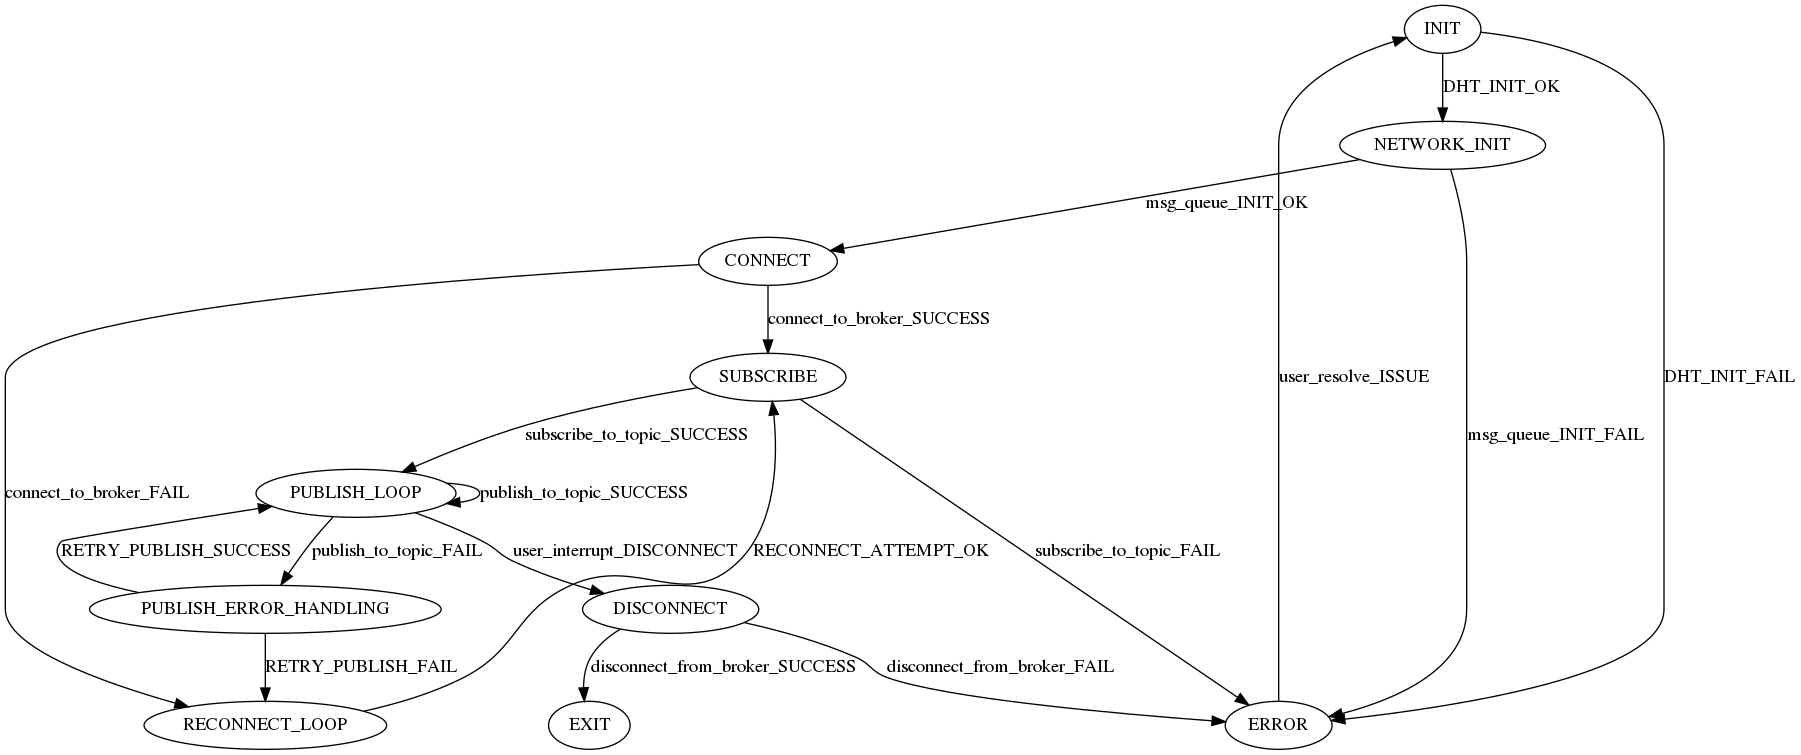 INIT
DHT_INIT_OK
NETWORK_INIT
msg_queue_INIT_OK
CONNECT
connect_to_broker_SUCCESS
SUBSCRIBE
user_resolve_ISSUE
DHT_INIT_FAIL
subscribe_to_topic_SUCCESS
msg_queue_INIT_FAIL
connect_to_broker_FAIL
PUBLISH_LOOP
publish_to_topic_SUCCESS
RETRY_PUBLISH_SUCCESS
publish_to_topic_FAIL
user_interrupt_DISCONNECT
RECONNECT_ATTEMPT_OK
subscribe_to_topic_FAIL
PUBLISH_ERROR_HANDLING
DISCONNECT
RETRY_PUBLISH_FAIL
disconnect_from_broker_SUCCESS
disconnect_from_broker_FAIL
RECONNECT_LOOP
EXIT
ERROR